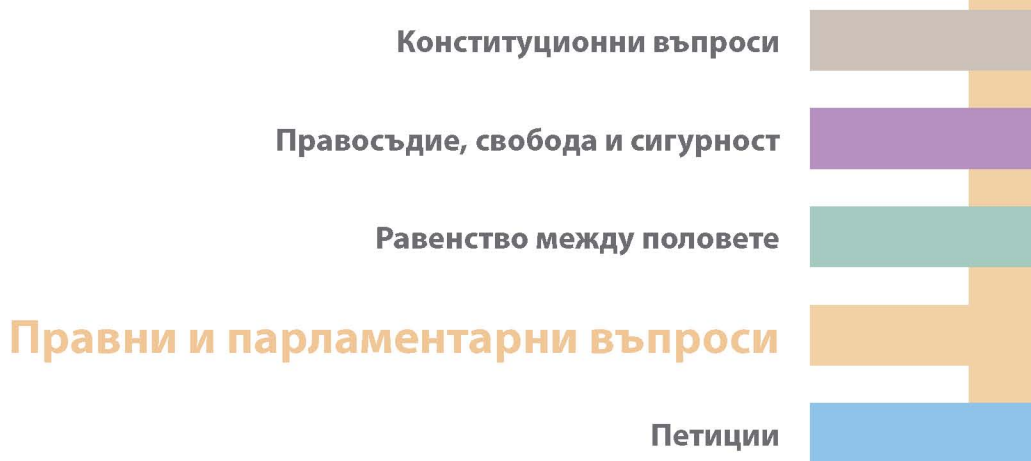 Конституционни въпроси
Правосъдие, свобода и сигурност
Равенство между половете
Правни и парламентарни въпроси
Петиции